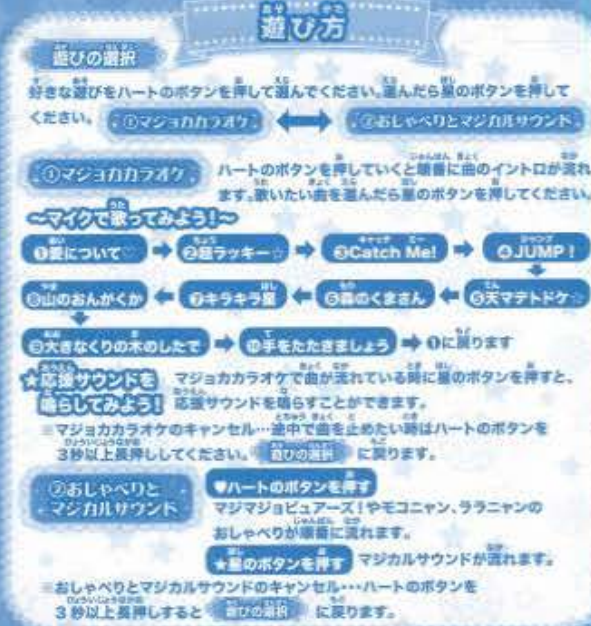 遊び方
遊びの選択
好きな遊びをハートのボタンを押して選んでください。選んだら星のボタンを押して
ください。 ①マジョカカラオケ ②おしゃべりとマジカルサウンド
①マジョカカラオケ ハートのボタンを押していくと順番に曲のイントロが流れ
ます。歌いたい曲を選んだら星のボタンを押してください。
〜マイクで歌ってみよう!〜
❶愛について♡ ➡ ❷超ラッキー☆ ➡ ❸Catch Me! ➡ ❹JUMP!
❽山のおんがくか ⬅ ❼キラキラ星 ⬅ ❻森のくまさん ⬅ ❺天マデトドケ☆
❾大きなくりの木のしたで ➡ ❿手をたたきましょう ➡ ❶に戻ります
★応援サウンドを マジョカカラオケで曲が流れている時に星のボタンを押すと、
鳴らしてみよう! 応援サウンドを鳴らすことができます。
※マジョカカラオケのキャンセル…途中で曲を止めたい時はハートのボタンを
3秒以上長押ししてください。 遊びの選択 に戻ります。
②おしゃべりと
マジカルサウンド
♥ハートのボタンを押す
マジマジョピュアーズ!やモコニャン、ララニャンの
おしゃべりが順番に流れます。
★星のボタンを押す マジカルサウンドが流れます。
※おしゃべりとマジカルサウンドのキャンセル…ハートのボタンを
3秒以上長押しすると 遊びの選択 に戻ります。